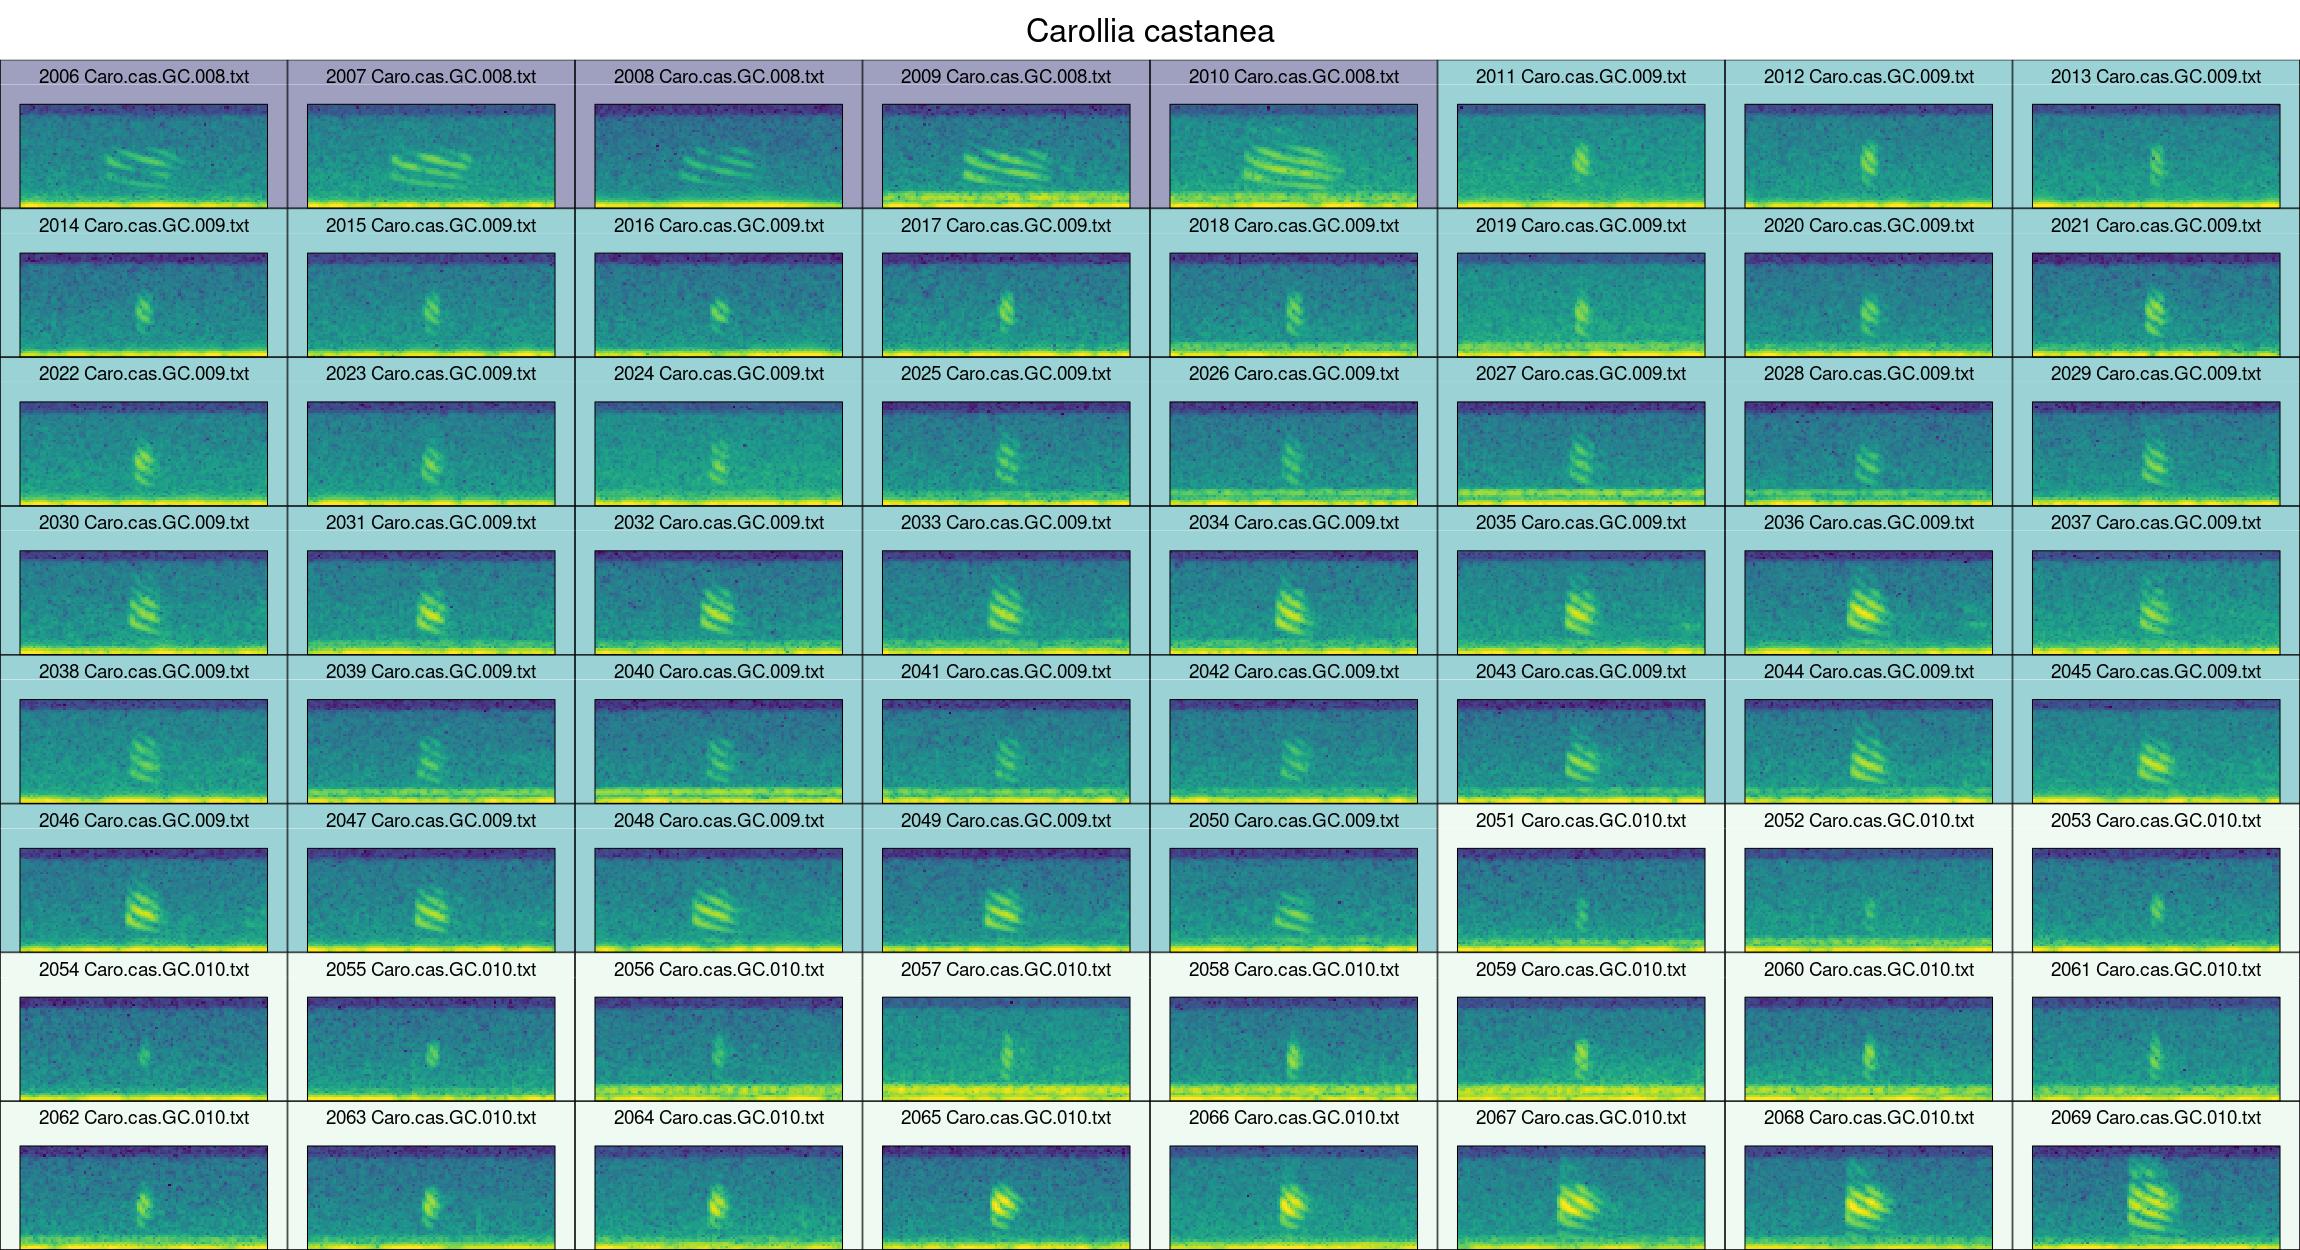 Carollia castanea
2006 Caro.cas.GC.008.txt 2007 Caro.cas.GC.008.txt 2008 Caro.cas.GC.008.txt 2009 Caro.cas.GC.008.txt 2010 Caro.cas.GC.008.txt 2011 Caro.cas.GC.009.txt 2012 Caro.cas.GC.009.txt 2013 Caro.cas.GC.009.txt
2014 Caro.cas.GC.009.txt 2015 Caro.cas.GC.009.txt 2016 Caro.cas.GC.009.txt 2017 Caro.cas.GC.009.txt 2018 Caro.cas.GC.009.txt 2019 Caro.cas.GC.009.txt 2020 Caro.cas.GC.009.txt 2021 Caro.cas.GC.009.txt
2022 Caro.cas.GC.009.txt 2023 Caro.cas.GC.009.txt 2024 Caro.cas.GC.009.txt 2025 Caro.cas.GC.009.txt 2026 Caro.cas.GC.009.txt 2027 Caro.cas.GC.009.txt 2028 Caro.cas.GC.009.txt 2029 Caro.cas.GC.009.txt
2030 Caro.cas.GC.009.txt 2031 Caro.cas.GC.009.txt 2032 Caro.cas.GC.009.txt 2033 Caro.cas.GC.009.txt 2034 Caro.cas.GC.009.txt 2035 Caro.cas.GC.009.txt 2036 Caro.cas.GC.009.txt 2037 Caro.cas.GC.009.txt
2038 Caro.cas.GC.009.txt 2039 Caro.cas.GC.009.txt 2040 Caro.cas.GC.009.txt 2041 Caro.cas.GC.009.txt 2042 Caro.cas.GC.009.txt 2043 Caro.cas.GC.009.txt 2044 Caro.cas.GC.009.txt 2045 Caro.cas.GC.009.txt
2046 Caro.cas.GC.009.txt 2047 Caro.cas.GC.009.txt 2048 Caro.cas.GC.009.txt 2049 Caro.cas.GC.009.txt 2050 Caro.cas.GC.009.txt 2051 Caro.cas.GC.010.txt 2052 Caro.cas.GC.010.txt 2053 Caro.cas.GC.010.txt
2054 Caro.cas.GC.010.txt 2055 Caro.cas.GC.010.txt 2056 Caro.cas.GC.010.txt 2057 Caro.cas.GC.010.txt 2058 Caro.cas.GC.010.txt 2059 Caro.cas.GC.010.txt 2060 Caro.cas.GC.010.txt 2061 Caro.cas.GC.010.txt
2062 Caro.cas.GC.010.txt 2063 Caro.cas.GC.010.txt 2064 Caro.cas.GC.010.txt 2065 Caro.cas.GC.010.txt 2066 Caro.cas.GC.010.txt 2067 Caro.cas.GC.010.txt 2068 Caro.cas.GC.010.txt 2069 Caro.cas.GC.010.txt